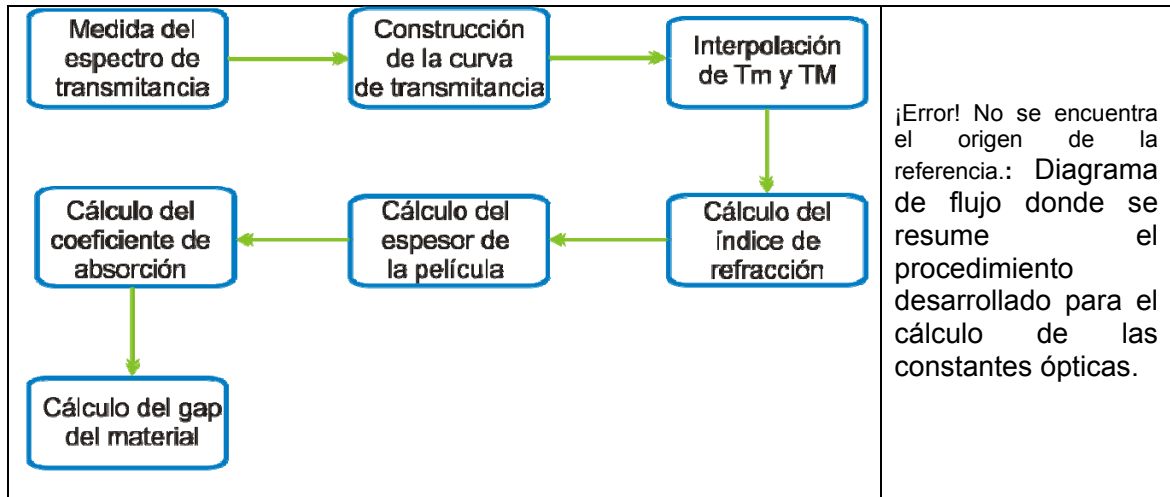 Medida del
espectro de
transmitancia
Construcción
de la curva
de transmitancia
Interpolación
de Tm y TM
Cálculo del
índice de
refracción
Cálculo del
espesor de
la película
Cálculo del
coeficiente de
absorción
Cálculo del gap
del material
¡Error! No se encuentra
el origen de la
referencia.: Diagrama
de flujo donde se
resume el
procedimiento
desarrollado para el
cálculo de las
constantes ópticas.